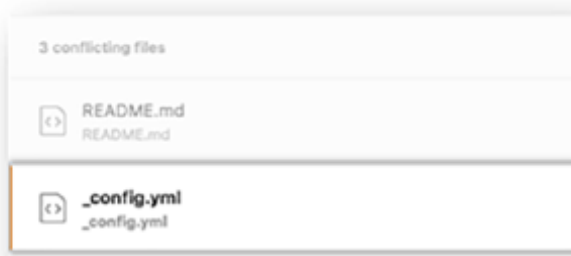 3 conflicting files
README.md
README.md
_config.yml
_config.yml